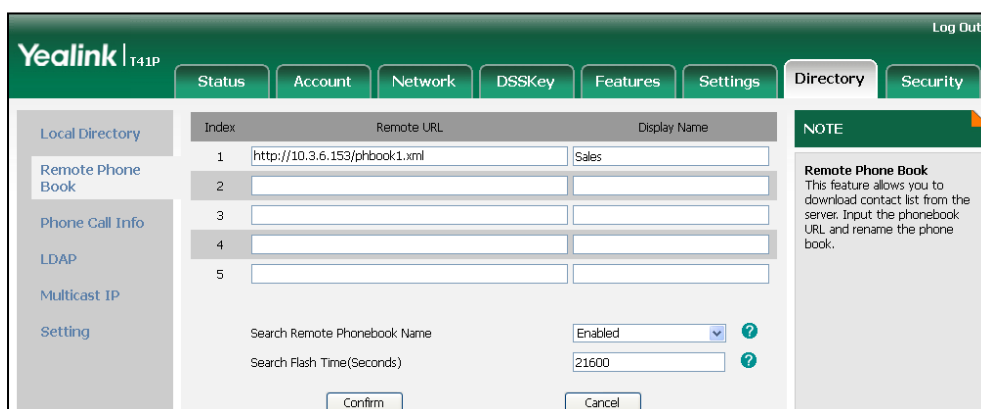 Log Out
Yealink | T41P
Status Account Network DSSKey Features Settings Directory Security
Local Directory
Remote Phone
Book
Phone Call Info
LDAP
Multicast IP
Setting
Index Remote URL Display Name
1 http://10.3.6.153/phbook1.xml Sales
2
3
4
5
Search Remote Phonebook Name Enabled ?
Search Flash Time(Seconds) 21600 ?
Confirm Cancel
NOTE
Remote Phone Book
This feature allows you to
download contact list from the
server. Input the phonebook
URL and rename the phone
book.